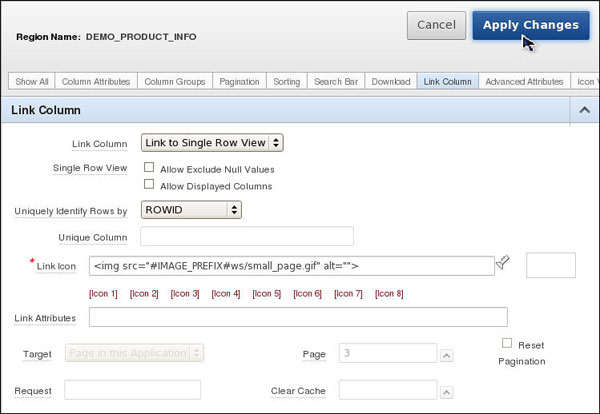 Cancel Apply Changes
Region Name: DEMO_PRODUCT_INFO
Show All Column Attributes Column Groups Pagination Sorting Search Bar Download Link Column Advanced Attributes Icon V
Link Column
Link Column Link to Single Row View
Single Row View Allow Exclude Null Values
Allow Displayed Columns
Uniquely Identify Rows by ROWID
Unique Column
* Link Icon <img src="#IMAGE_PREFIX#ws/small_page.gif" alt="">
[Icon 1] [Icon 2] [Icon 3] [Icon 4] [Icon 5] [Icon 6] [Icon 7] [Icon 8]
Link Attributes
Target Page in this Application Page 3 Reset
Pagination
Request Clear Cache